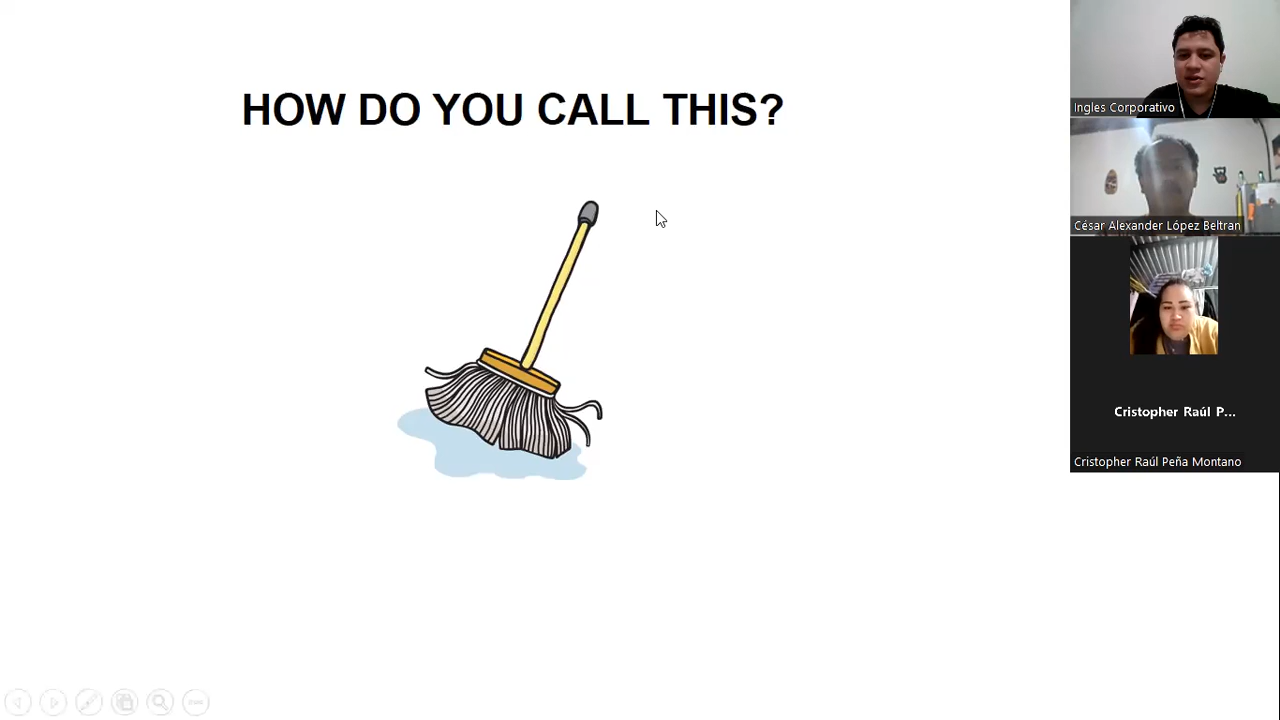 HOW DO YOU CALL THIS?
Ingles Corporativo
César Alexander López Beltran
Cristopher Raúl P...
Cristopher Raúl Peña Montano